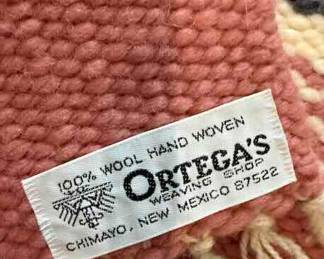 100% WOOL HAND WOVEN
ORTEGA'S
WEAVING SHOP
CHIMAYO, NEW MEXICO 87522